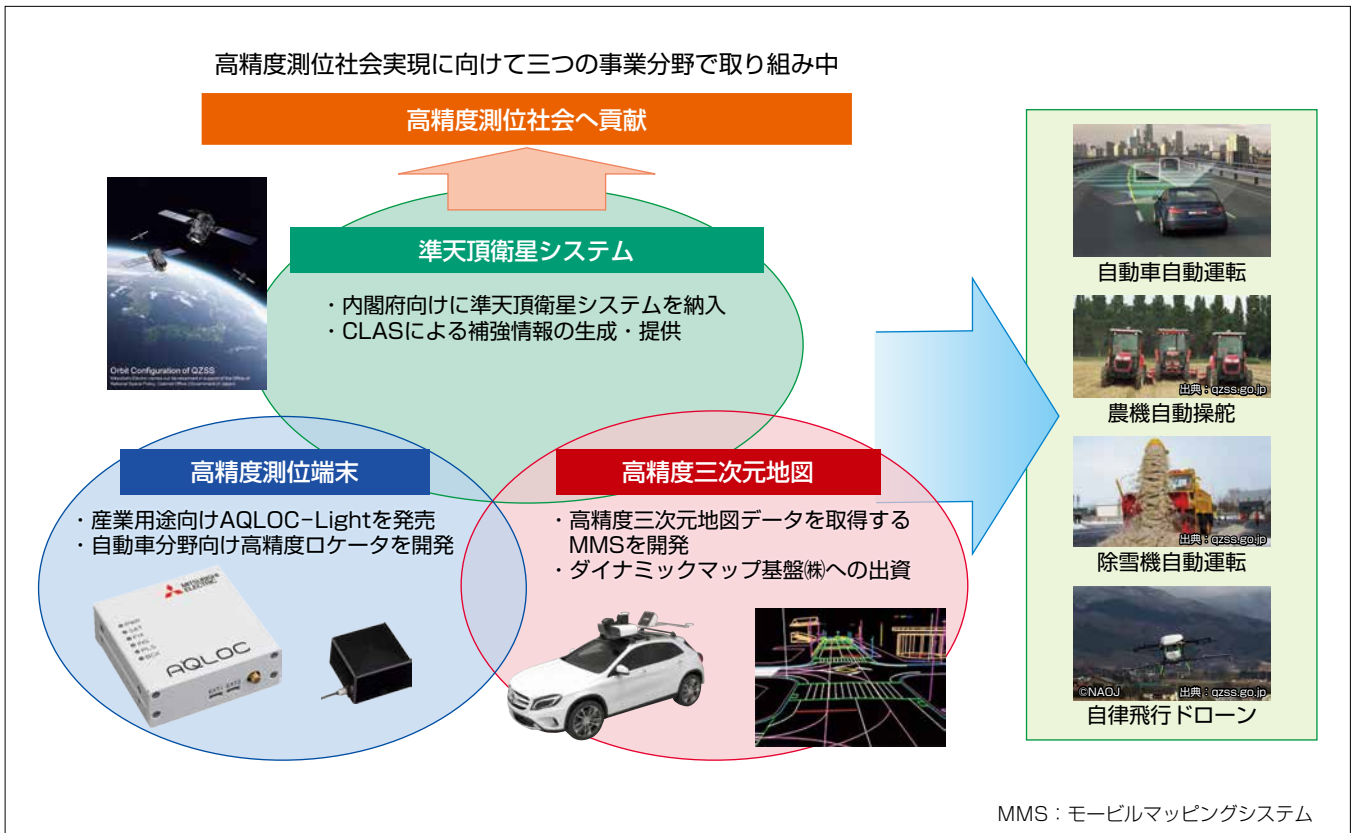 高精度測位社会実現に向けて三つの事業分野で取り組み中
高精度測位社会へ貢献
準天頂衛星システム
・内閣府向けに準天頂衛星システムを納入
・CLASによる補強情報の生成・提供
Orbit Configuration of QZSS
高精度測位端末
・産業用途向けAQLOC-Lightを発売
・自動車分野向け高精度ロケータを開発
MITSUBISHI
ELECTRIC
AQLOC
EXT1 EXT2
高精度三次元地図
・高精度三次元地図データを取得する
MMSを開発
・ダイナミックマップ基盤㈱への出資
自動車自動運転
出典:qzss.go.jp
農機自動操舵
出典:qzss.go.jp
除雪機自動運転
©NAOJ 出典:qzss.go.jp
自律飛行ドローン
MMS:モービルマッピングシステム